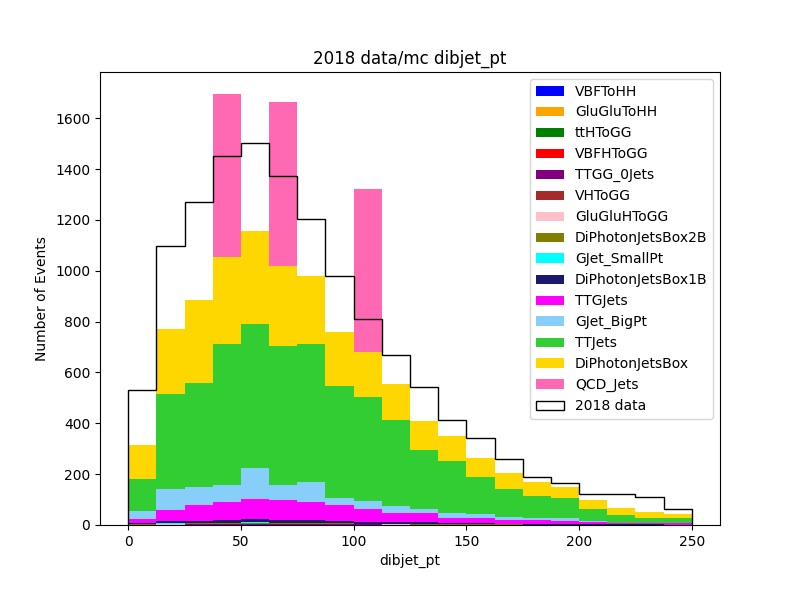 2018 data/mc dibjet_pt
Number of Events
1600
1400
1200
1000
800
600
400
200
0
0
50
100
150
200
250
dibjet_pt
VBFToHH
GluGluToHH
ttHToGG
VBFHToGG
TTGG_0Jets
VHToGG
GluGluHToGG
DiPhotonJetsBox2B
GJet_SmallPt
DiPhotonJetsBox1B
TTGJets
GJet_BigPt
TTJets
DiPhotonJetsBox
QCD_Jets
2018 data